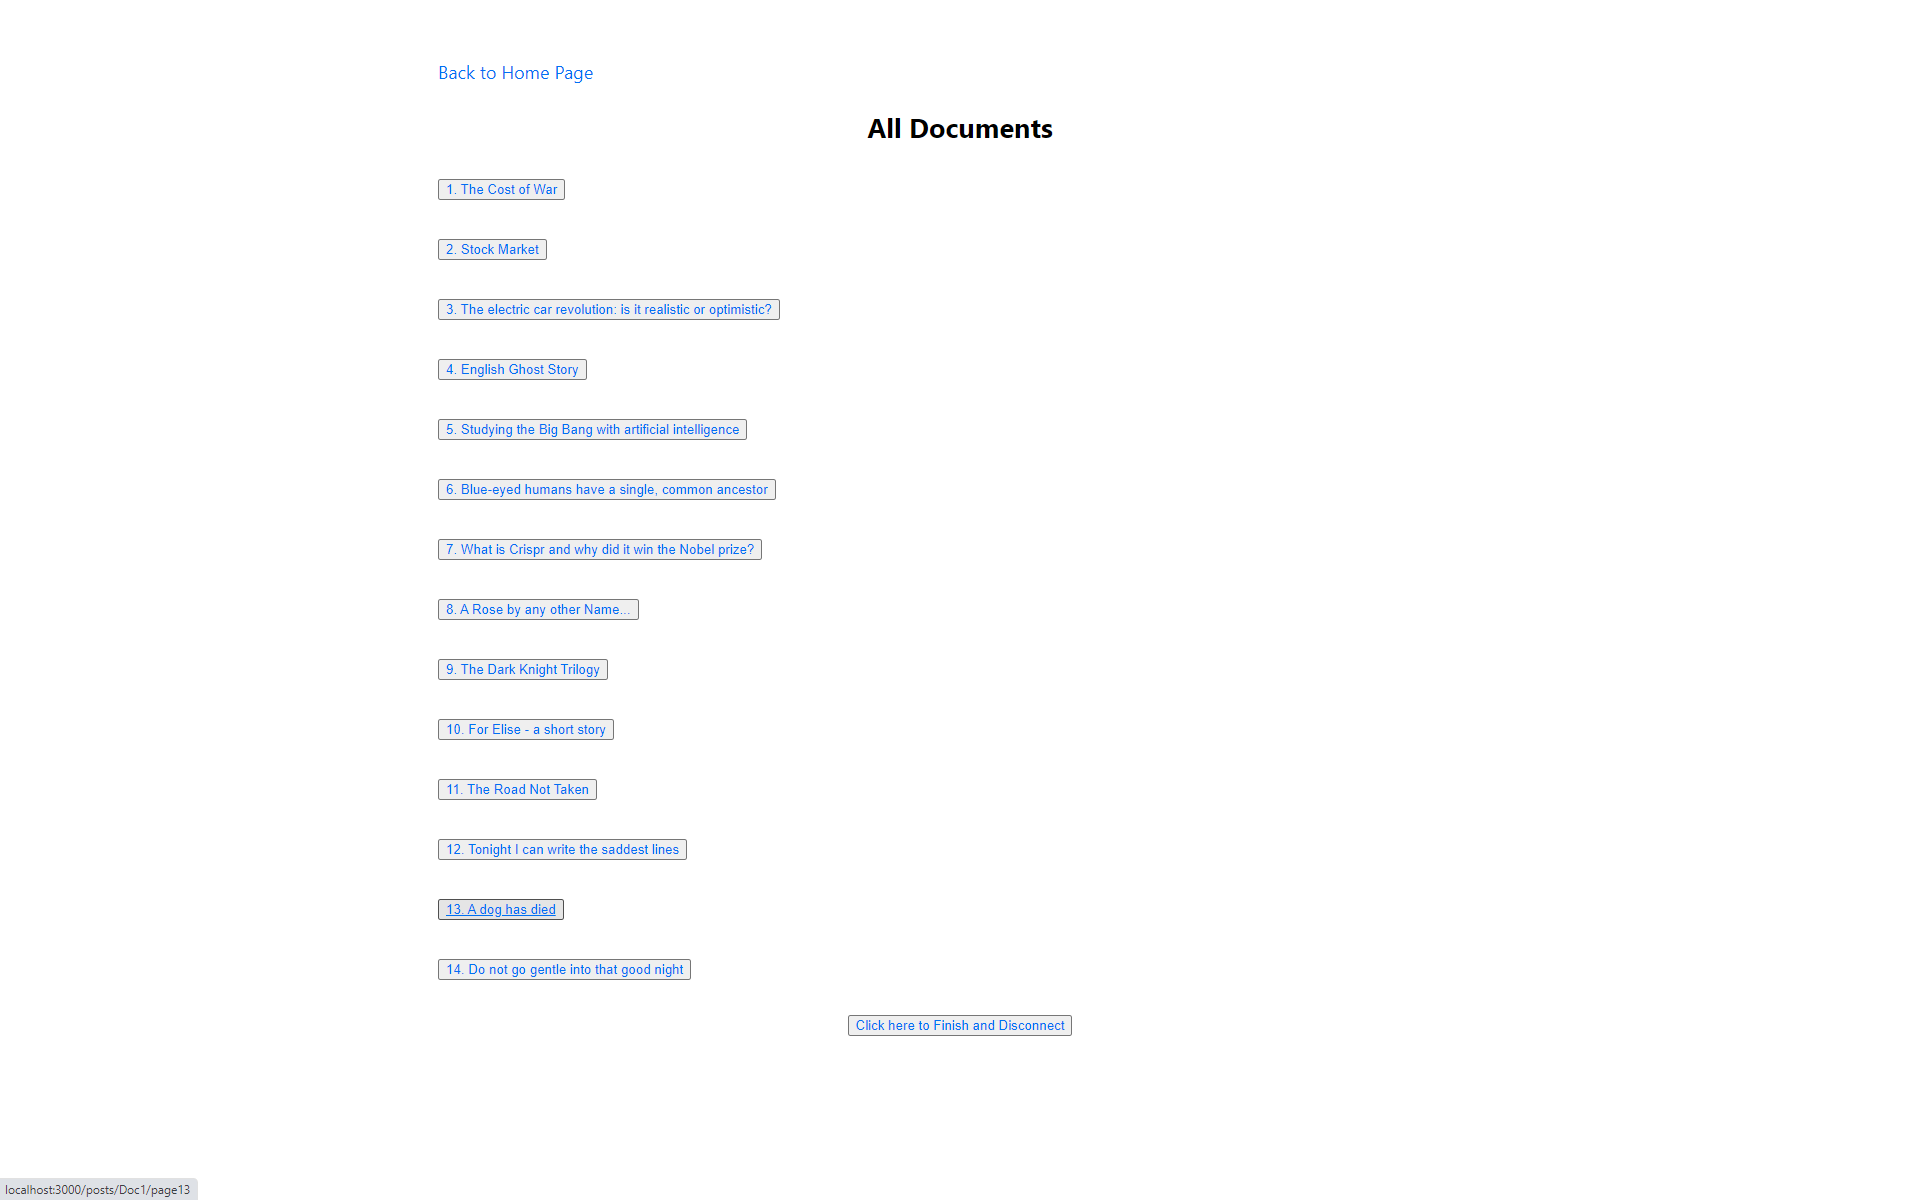 Back to Home Page
All Documents
1. The Cost of War
2. Stock Market
3. The electric car revolution: is it realistic or optimistic?
4. English Ghost Story
5. Studying the Big Bang with artificial intelligence
6. Blue-eyed humans have a single, common ancestor
7. What is Crispr and why did it win the Nobel prize?
8. A Rose by any other Name...
9. The Dark Knight Trilogy
10. For Elise - a short story
11. The Road Not Taken
12. Tonight I can write the saddest lines
13. A dog has died
14. Do not go gentle into that good night
Click here to Finish and Disconnect
localhost:3000/posts/Doc1/page13